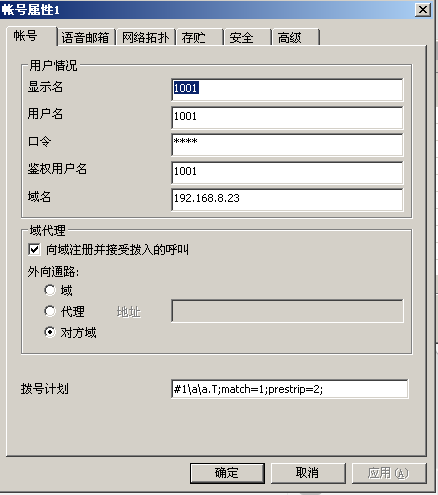 帐号属性1
帐号 语音邮箱 网络拓扑 存贮 安全 高级
用户情况
显示名 1001
用户名 1001
口令 ****
鉴权用户名 1001
域名 192.168.8.23
域代理
向域注册并接受拨入的呼叫
外向通路:
域
代理 地址
对方域
拨号计划 #1\a\a.T;match=1;prestrip=2;
确定 取消 应用(A)